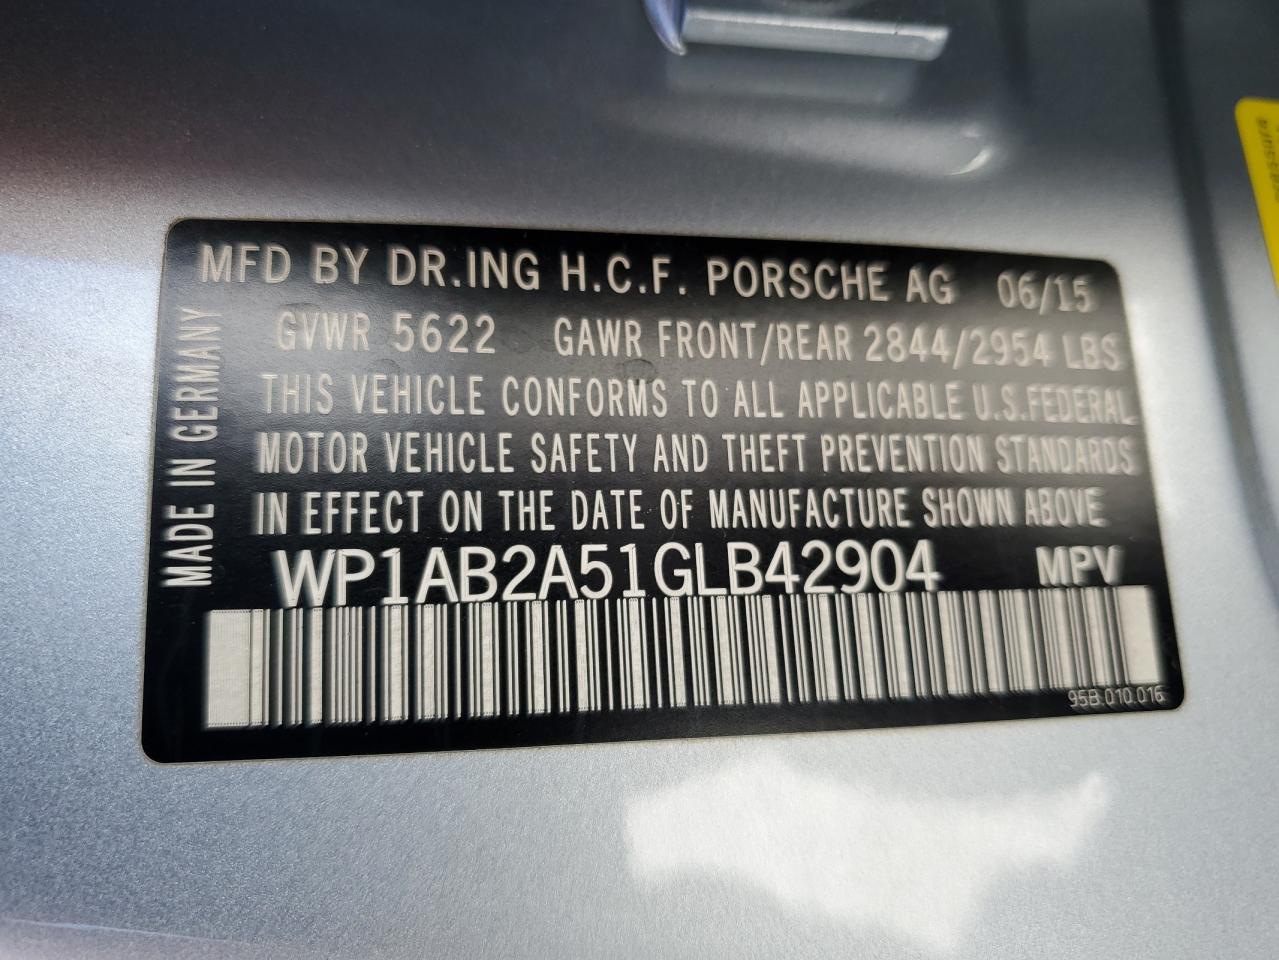 MFD BY DR.ING H.C.F. PORSCHE AG 06/15
GVWR 5622 GAWR FRONT/REAR 2844/2954 LBS
THIS VEHICLE CONFORMS TO ALL APPLICABLE U.S.FEDERAL
MOTOR VEHICLE SAFETY AND THEFT PREVENTION STANDARDS
IN EFFECT ON THE DATE OF MANUFACTURE SHOWN ABOVE
WP1AB2A51GLB42904 MPV
95B.010.016
MADE IN GERMANY